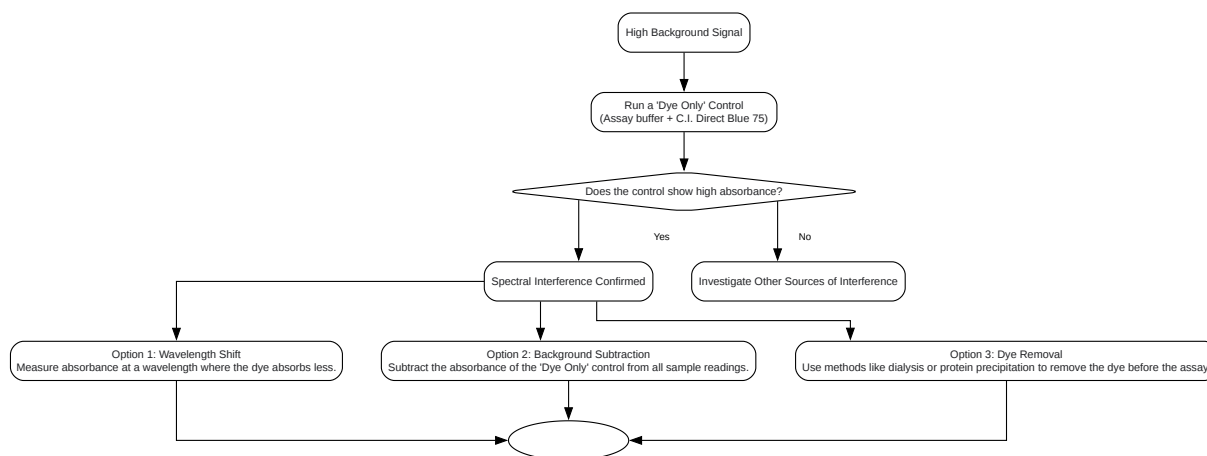 High Background Signal
Run a 'Dye Only' Control
(Assay buffer + C.I. Direct Blue 75)
Does the control show high absorbance?
Yes
No
Spectral Interference Confirmed
Investigate Other Sources of Interference
Option 1: Wavelength Shift
Measure absorbance at a wavelength where the dye absorbs less.
Option 2: Background Subtraction
Subtract the absorbance of the 'Dye Only' control from all sample readings.
Option 3: Dye Removal
Use methods like dialysis or protein precipitation to remove the dye before the assay